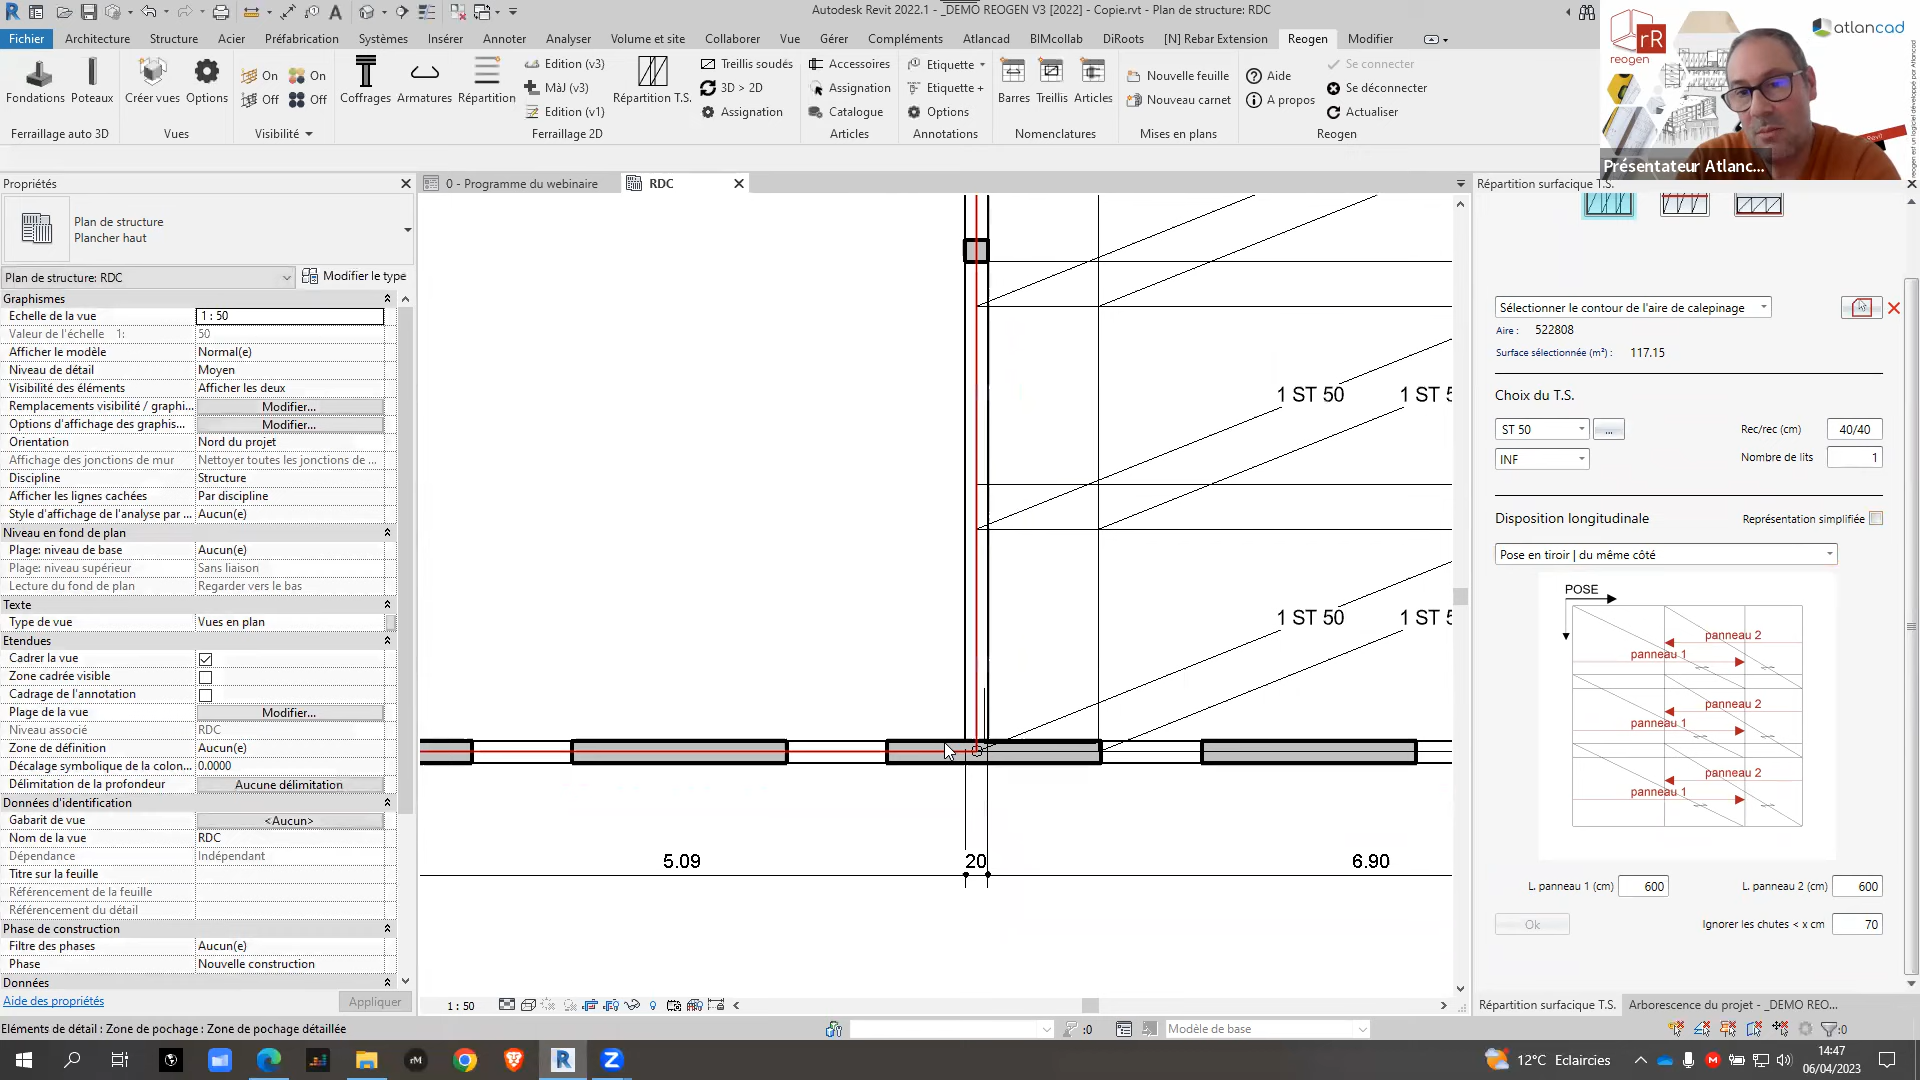 Autodesk Revit 2022.1 - _DEMO REOGEN V3 [2022] - Copie.rvt - Plan de structure: RDC
Fichier Architecture Structure Acier Préfabrication Systèmes Insérer Annoter Analyser Volume et site Collaborer Vue Gérer Compléments Atlancad BIMcollab DiRoots [N] Rebar Extension Reogen Modifier
Fondations Poteaux
Ferraillage auto 3D
Créer vues Options
Vues
On On
Off Off
Visibilité
Coffrages Armatures Répartition
Edition (v3)
MàJ (v3)
Edition (v1)
Répartition T.S.
Treillis soudés
3D > 2D
Assignation
Ferraillage 2D
Accessoires
Assignation
Catalogue
Articles
Etiquette
Etiquette +
Options
Annotations
Barres Treillis Articles
Nomenclatures
Nouvelle feuille
Nouveau carnet
Mises en plans
Aide
A propos
Se connecter
Se déconnecter
Actualiser
Reogen
rR
reogen
atlancad
Présentateur Atlanc...
Propriétés
Plan de structure
Plancher haut
Plan de structure: RDC Modifier le type
Graphismes
Echelle de la vue 1 : 50
Valeur de l'échelle 1: 50
Afficher le modèle Normal(e)
Niveau de détail Moyen
Visibilité des éléments Afficher les deux
Remplacements visibilité / graphi... Modifier...
Options d'affichage des graphis... Modifier...
Orientation Nord du projet
Affichage des jonctions de mur Nettoyer toutes les jonctions de ...
Discipline Structure
Afficher les lignes cachées Par discipline
Style d'affichage de l'analyse par ... Aucun(e)
Niveau en fond de plan
Plage: niveau de base Aucun(e)
Plage: niveau supérieur Sans liaison
Lecture du fond de plan Regarder vers le bas
Texte
Type de vue Vues en plan
Etendues
Cadrer la vue
Zone cadrée visible
Cadrage de l'annotation
Plage de la vue Modifier...
Niveau associé RDC
Zone de définition Aucun(e)
Décalage symbolique de la colon... 0.0000
Délimitation de la profondeur Aucune délimitation
Données d'identification
Gabarit de vue <Aucun>
Nom de la vue RDC
Dépendance Indépendant
Titre sur la feuille
Référencement de la feuille
Référencement du détail
Phase de construction
Filtre des phases Aucun(e)
Phase Nouvelle construction
Données
Aide des propriétés Appliquer
0 - Programme du webinaire RDC
1 ST 50 1 ST 5
1 ST 50 1 ST 5
5.09 20 6.90
1 : 50
Répartition surfacique T.S.
Sélectionner le contour de l'aire de calepinage
Aire : 522808
Surface sélectionnée (m²) : 117.15
Choix du T.S.
ST 50 ... Rec/rec (cm) 40/40
INF Nombre de lits 1
Disposition longitudinale Représentation simplifiée
Pose en tiroir | du même côté
POSE
panneau 2
panneau 1
panneau 2
panneau 1
panneau 2
panneau 1
L. panneau 1 (cm) 600 L. panneau 2 (cm) 600
Ok Ignorer les chutes < x cm 70
Répartition surfacique T.S. Arborescence du projet - _DEMO REO...
Eléments de détail : Zone de pochage : Zone de pochage détaillée
:0 Modèle de base :0
12°C Eclaircies
14:47
06/04/2023